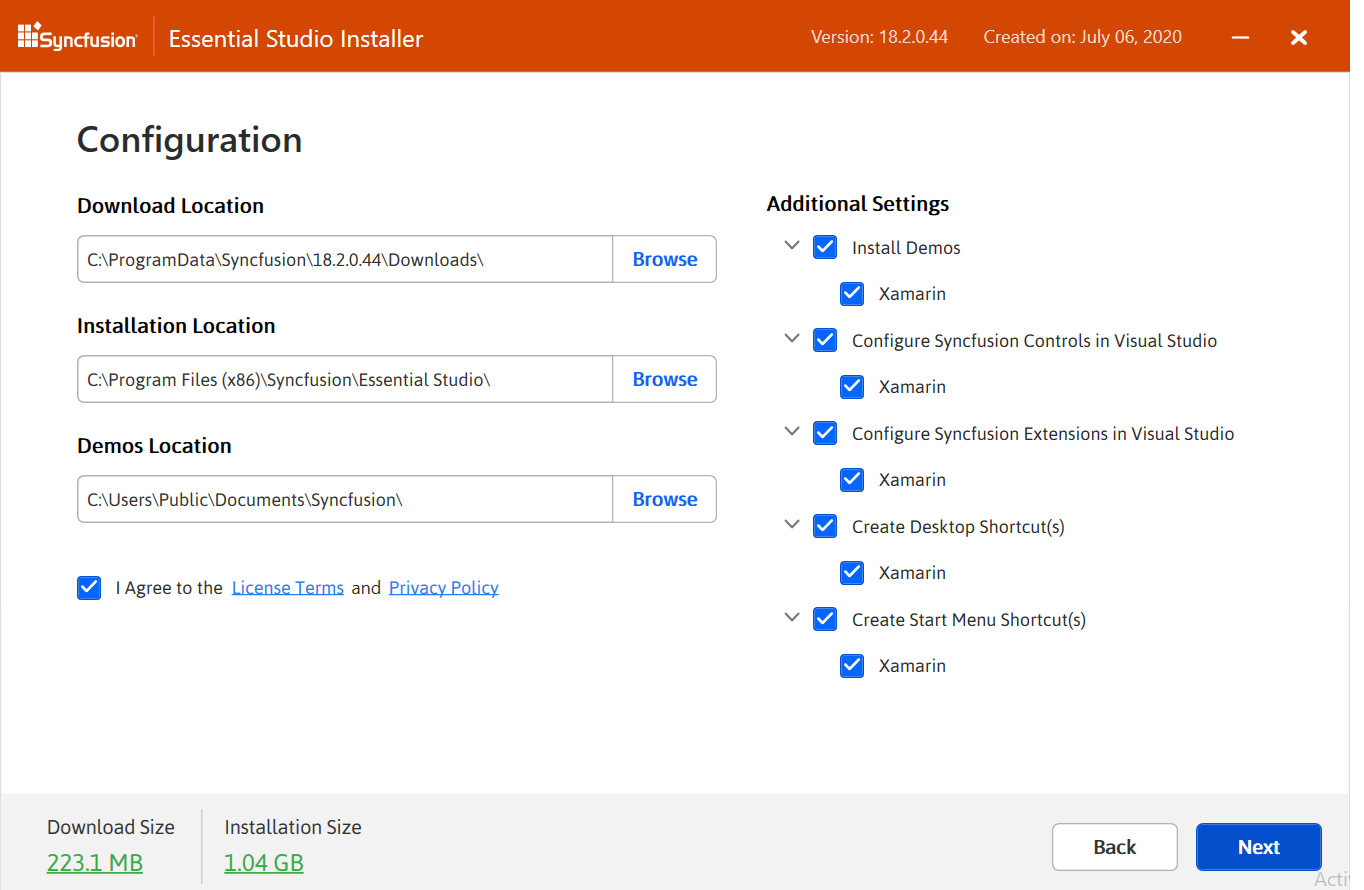 Syncfusion Essential Studio Installer Version: 18.2.0.44 Created on: July 06, 2020
Configuration
Download Location
C:\ProgramData\Syncfusion\18.2.0.44\Downloads\ Browse
Installation Location
C:\Program Files (x86)\Syncfusion\Essential Studio\ Browse
Demos Location
C:\Users\Public\Documents\Syncfusion\ Browse
I Agree to the License Terms and Privacy Policy
Additional Settings
Install Demos
Xamarin
Configure Syncfusion Controls in Visual Studio
Xamarin
Configure Syncfusion Extensions in Visual Studio
Xamarin
Create Desktop Shortcut(s)
Xamarin
Create Start Menu Shortcut(s)
Xamarin
Download Size
223.1 MB
Installation Size
1.04 GB
Back Next